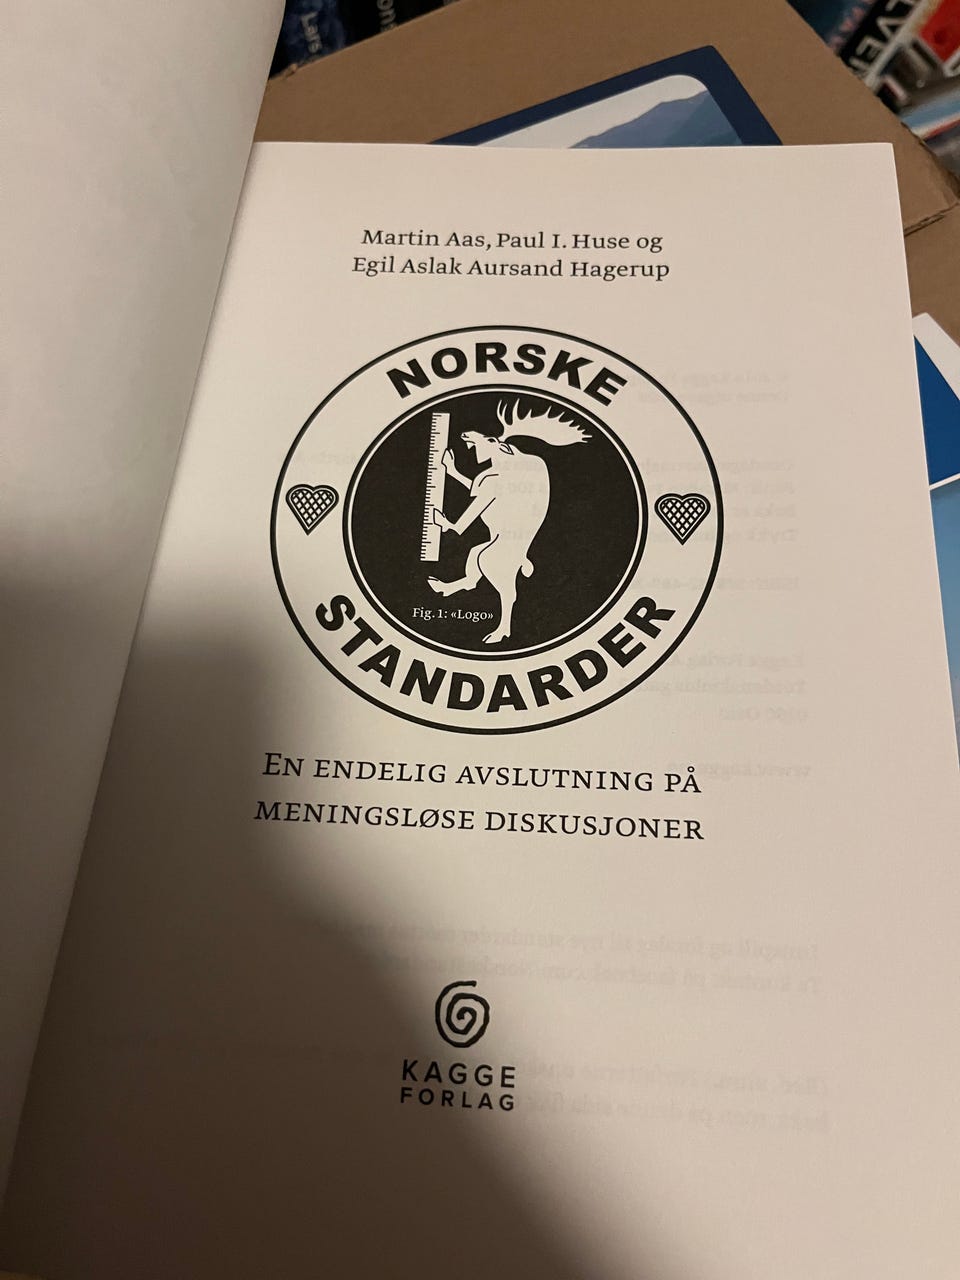 Lars
Martin Aas, Paul I. Huse og
Egil Aslak Aursand Hagerup
NORSKE
Fig. 1: «Logo»
STANDARDER
EN ENDELIG AVSLUTNING PÅ
MENINGSLØSE DISKUSJONER
KAGGE
FORLAG